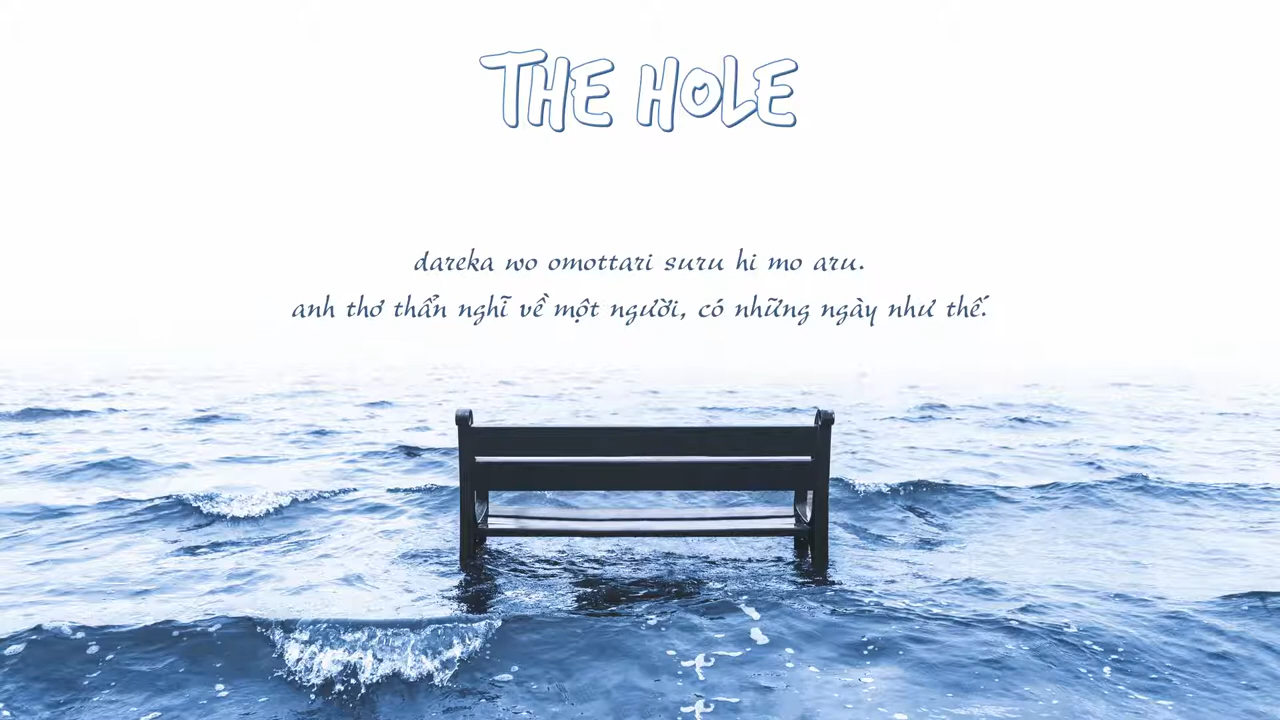 THE HOLE
dareka wo omottari suru hi mo aru.
anh thơ thẩn nghĩ về một người, có những ngày như thế.